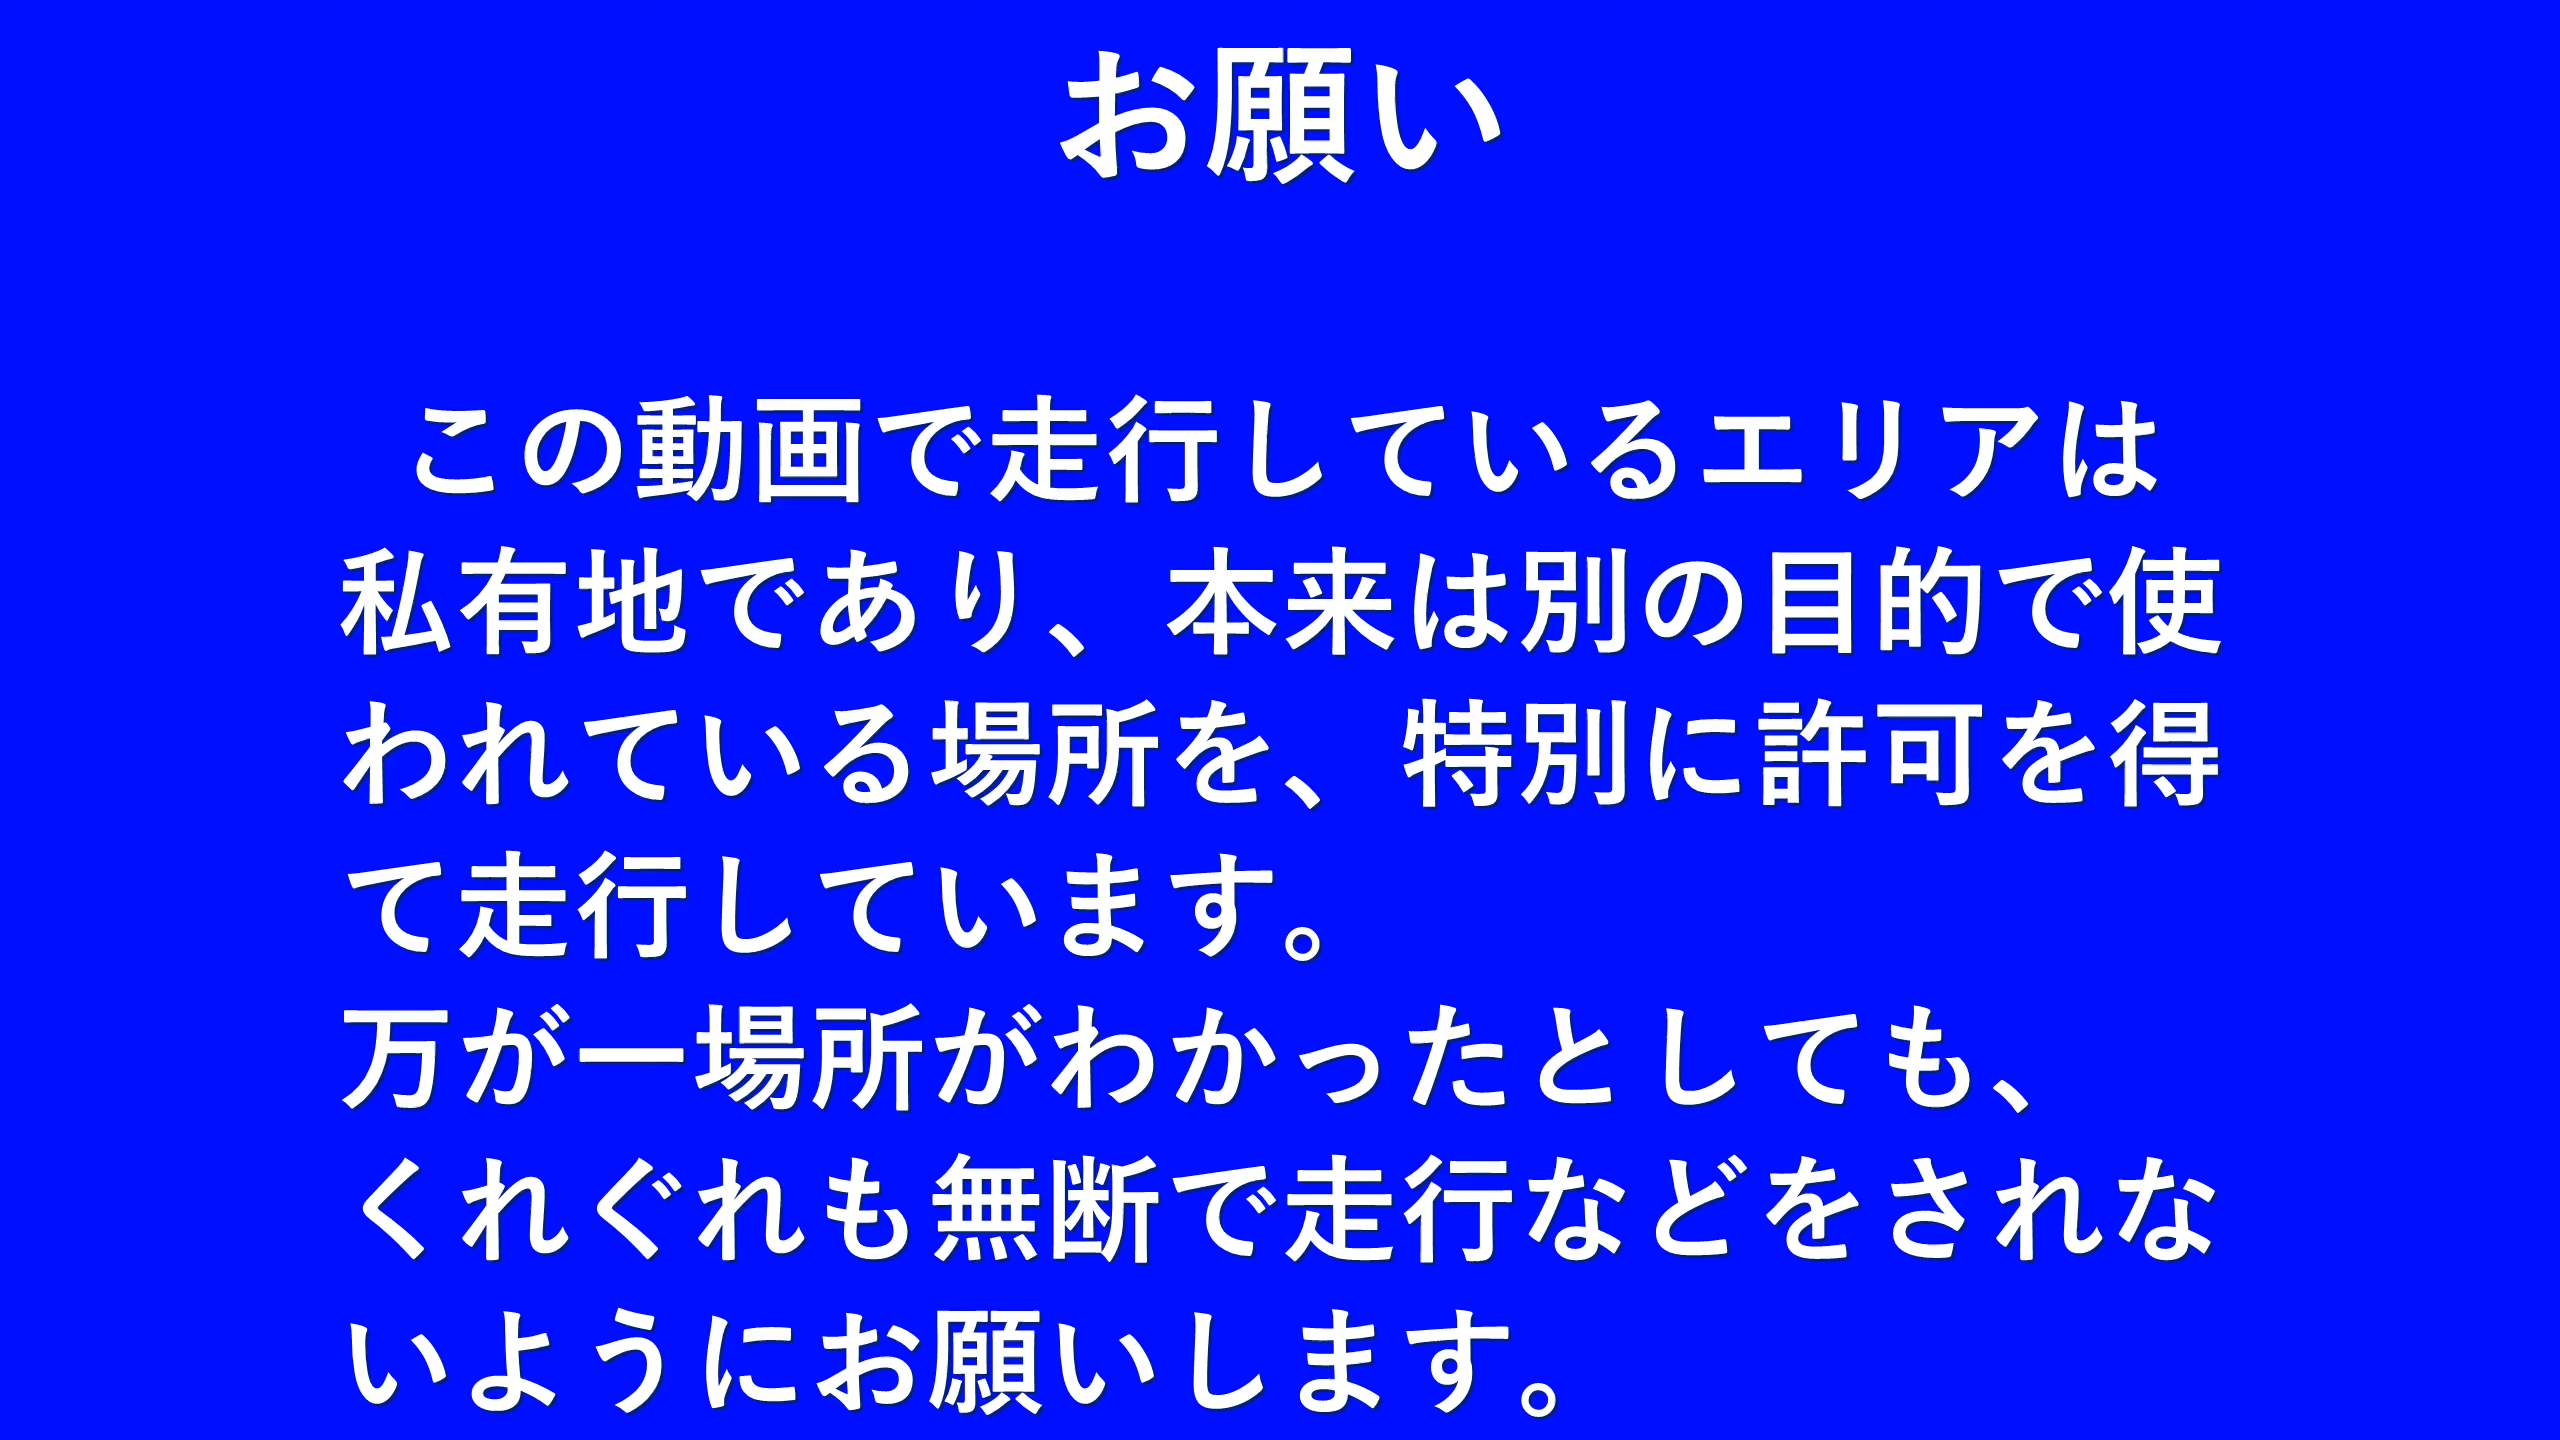 お願い
この動画で走行しているエリアは
私有地であり、本来は別の目的で使
われている場所を、特別に許可を得
て走行しています。
万が一場所がわかったとしても、
くれぐれも無断で走行などをされな
いようにお願いします。